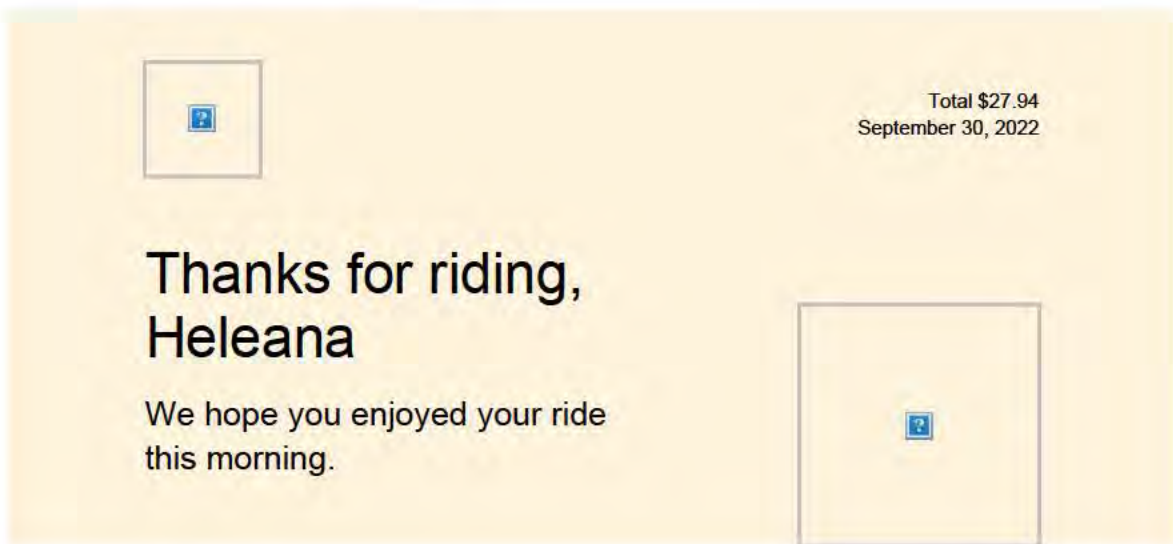 Total $27.94
September 30, 2022
Thanks for riding,
Heleana
We hope you enjoyed your ride
this morning.